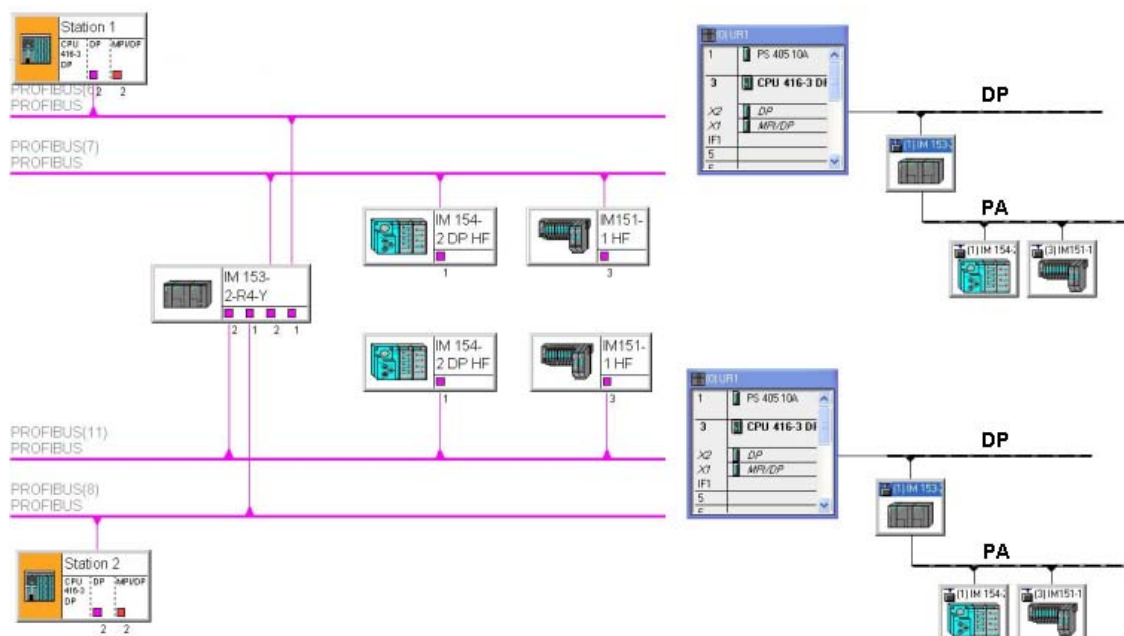 Station 1
CPU 416-3 DP
DP
MPI/DP
2
2
PROFIBUS(6)
PROFIBUS
PROFIBUS(7)
PROFIBUS
IM 154-
2 DP HF
1
IM151-
1 HF
3
IM 153-
2-R4-Y
2 1 2 1
IM 154-
2 DP HF
1
IM151-
1 HF
3
PROFIBUS(11)
PROFIBUS
PROFIBUS(8)
PROFIBUS
Station 2
CPU 416-3 DP
DP
MPI/DP
2
2
(0) UR1
1 PS 405 10A
3 CPU 416-3 DP
X2 DP
X1 MPI/DP
IF1
5
DP
(1) IM 153-2
PA
(1) IM 154-2
(3) IM151-1
(0) UR1
1 PS 405 10A
3 CPU 416-3 DP
X2 DP
X1 MPI/DP
IF1
5
DP
(1) IM 153-2
PA
(1) IM 154-2
(3) IM151-1